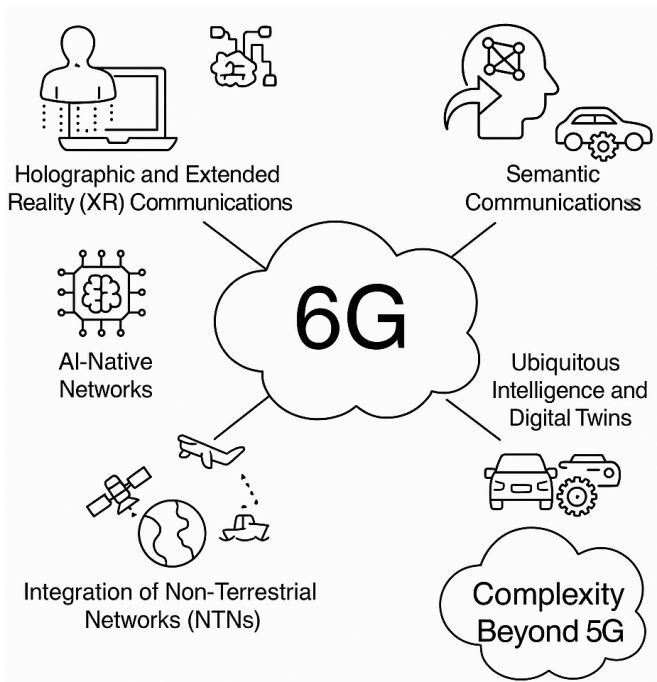 Holographic and Extended
Reality (XR) Communications
Semantic
Communications
6G
AI-Native
Networks
Ubiquitous
Intelligence and
Digital Twins
Integration of Non-Terrestrial
Networks (NTNs)
Complexity
Beyond 5G